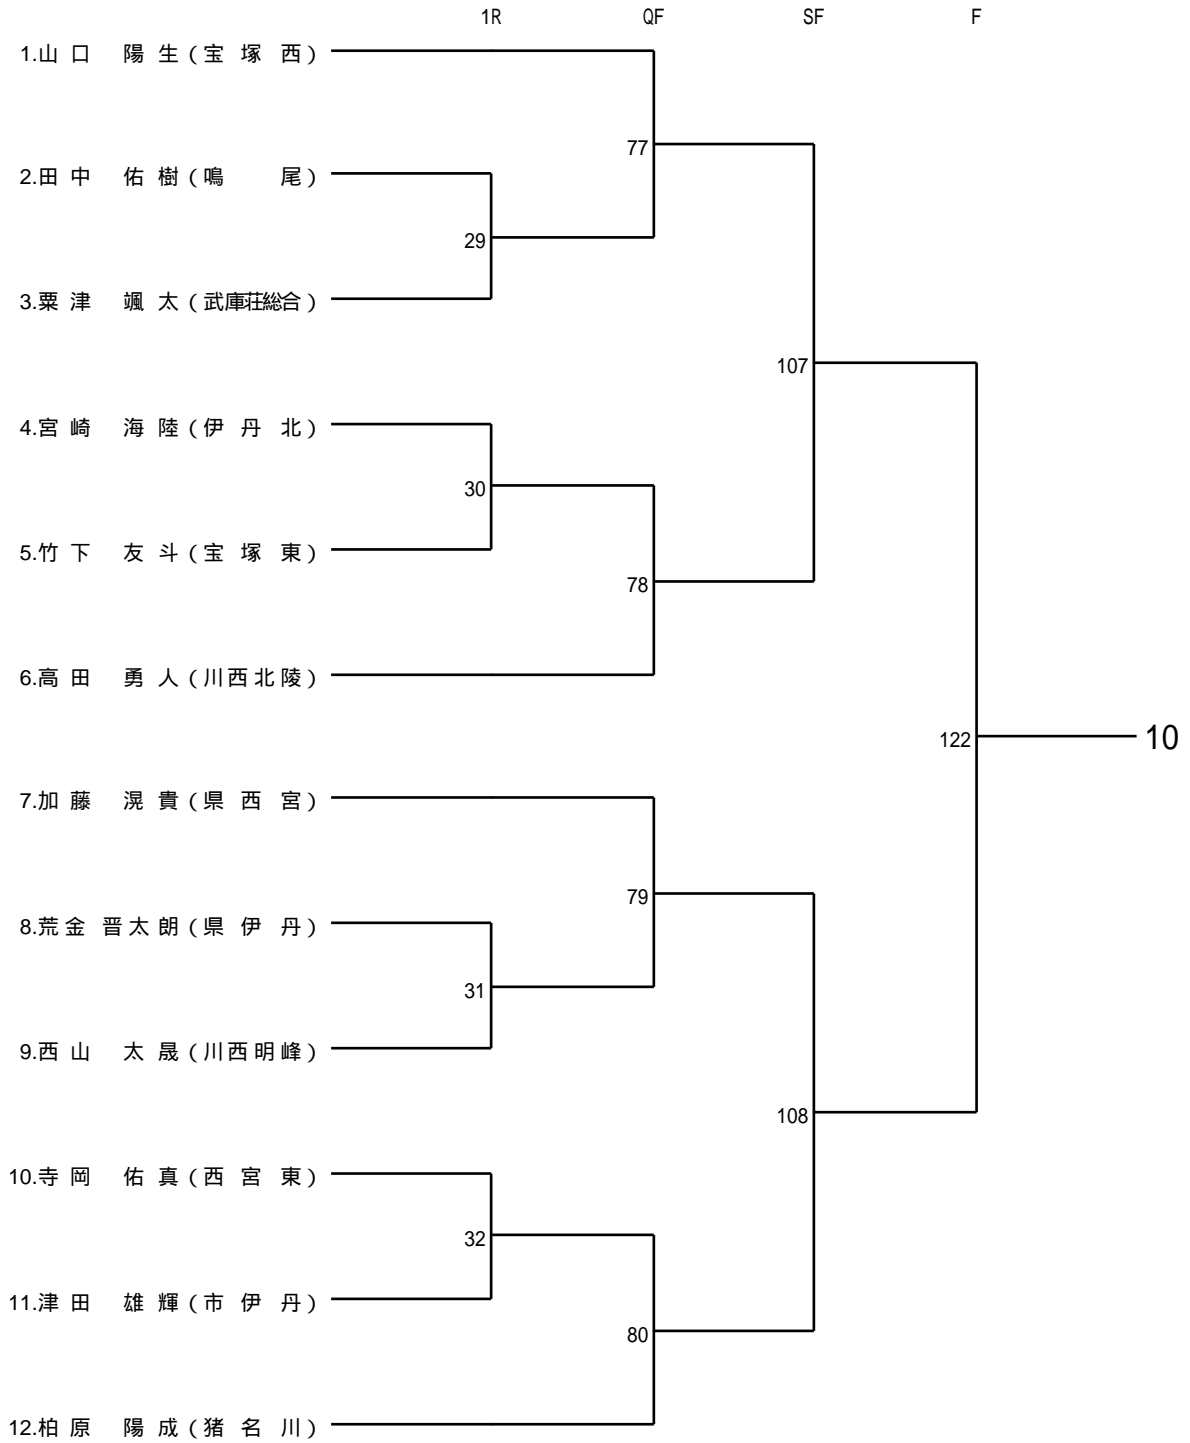 1R QF SF F
1.山口 陽生(宝塚西)
77
2.田中 佑樹(鳴尾)
29
3.粟津 颯太(武庫荘総合)
107
4.宮崎 海陸(伊丹北)
30
5.竹下 友斗(宝塚東)
78
6.高田 勇人(川西北陵)
122 10
7.加藤 滉貴(県西宮)
79
8.荒金 晋太朗(県伊丹)
31
9.西山 太晟(川西明峰)
108
10.寺岡 佑真(西宮東)
32
11.津田 雄輝(市伊丹)
80
12.柏原 陽成(猪名川)